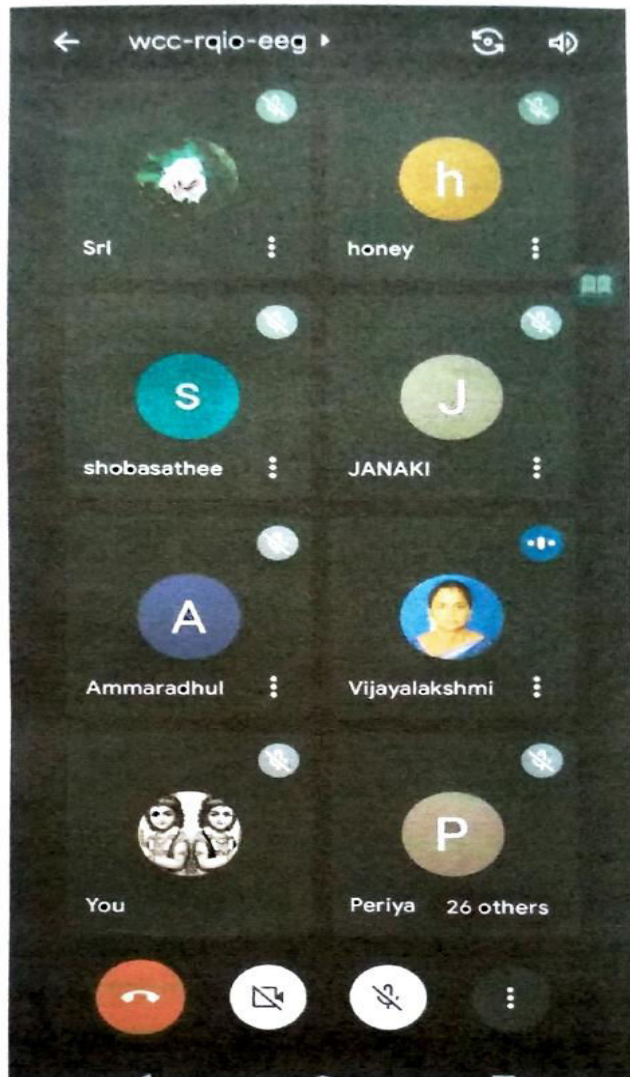 wcc-rqio-eeg
h
Sri honey
S J
shobasathee JANAKI
A
Ammaradhul Vijayalakshmi
P
You Periya 26 others